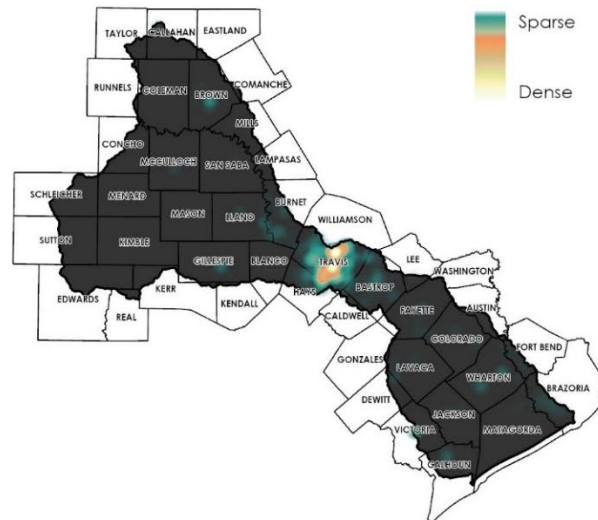 Sparse
Dense
TAYLOR
CALLAHAN
EASTLAND
RUNNELS
COLEMAN
BROWN
COMANCHE
MILLS
CONCHO
MCCULLOCH
SAN SABA
LAMPASAS
SCHLEICHER
MENARD
BURNET
MASON
LLANO
WILLIAMSON
SUTTON
KIMBLE
GILLESPIE
BLANCO
TRAVIS
LEE
WASHINGTON
EDWARDS
REAL
KERR
KENDALL
HAYS
BASTROP
CALDWELL
FAYETTE
AUSTIN
COLORADO
FORT BEND
GONZALES
LAVACA
WHARTON
BRAZORIA
DEWITT
JACKSON
VICTORIA
MATAGORDA
CALHOUN